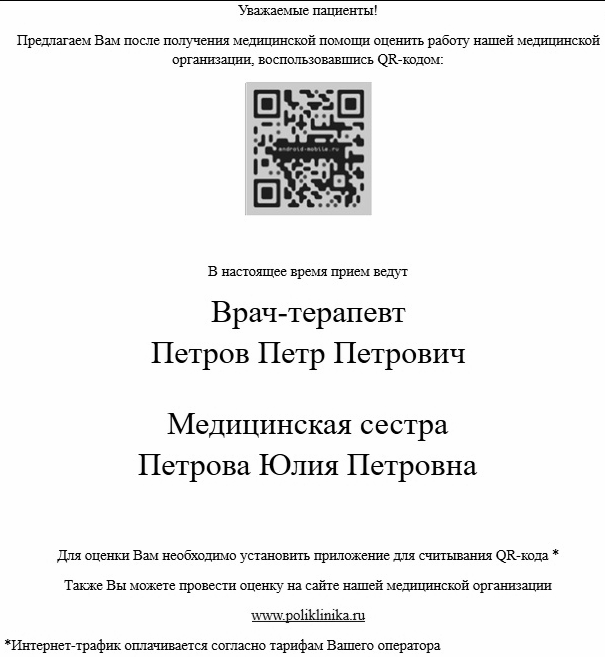 Уважаемые пациенты!
Предлагаем Вам после получения медицинской помощи оценить работу нашей медицинской
организации, воспользовавшись QR-кодом:
android-mobile.ru
В настоящее время прием ведут
Врач-терапевт
Петров Петр Петрович
Медицинская сестра
Петрова Юлия Петровна
Для оценки Вам необходимо установить приложение для считывания QR-кода *
Также Вы можете провести оценку на сайте нашей медицинской организации
www.poliklinika.ru
*Интернет-трафик оплачивается согласно тарифам Вашего оператора